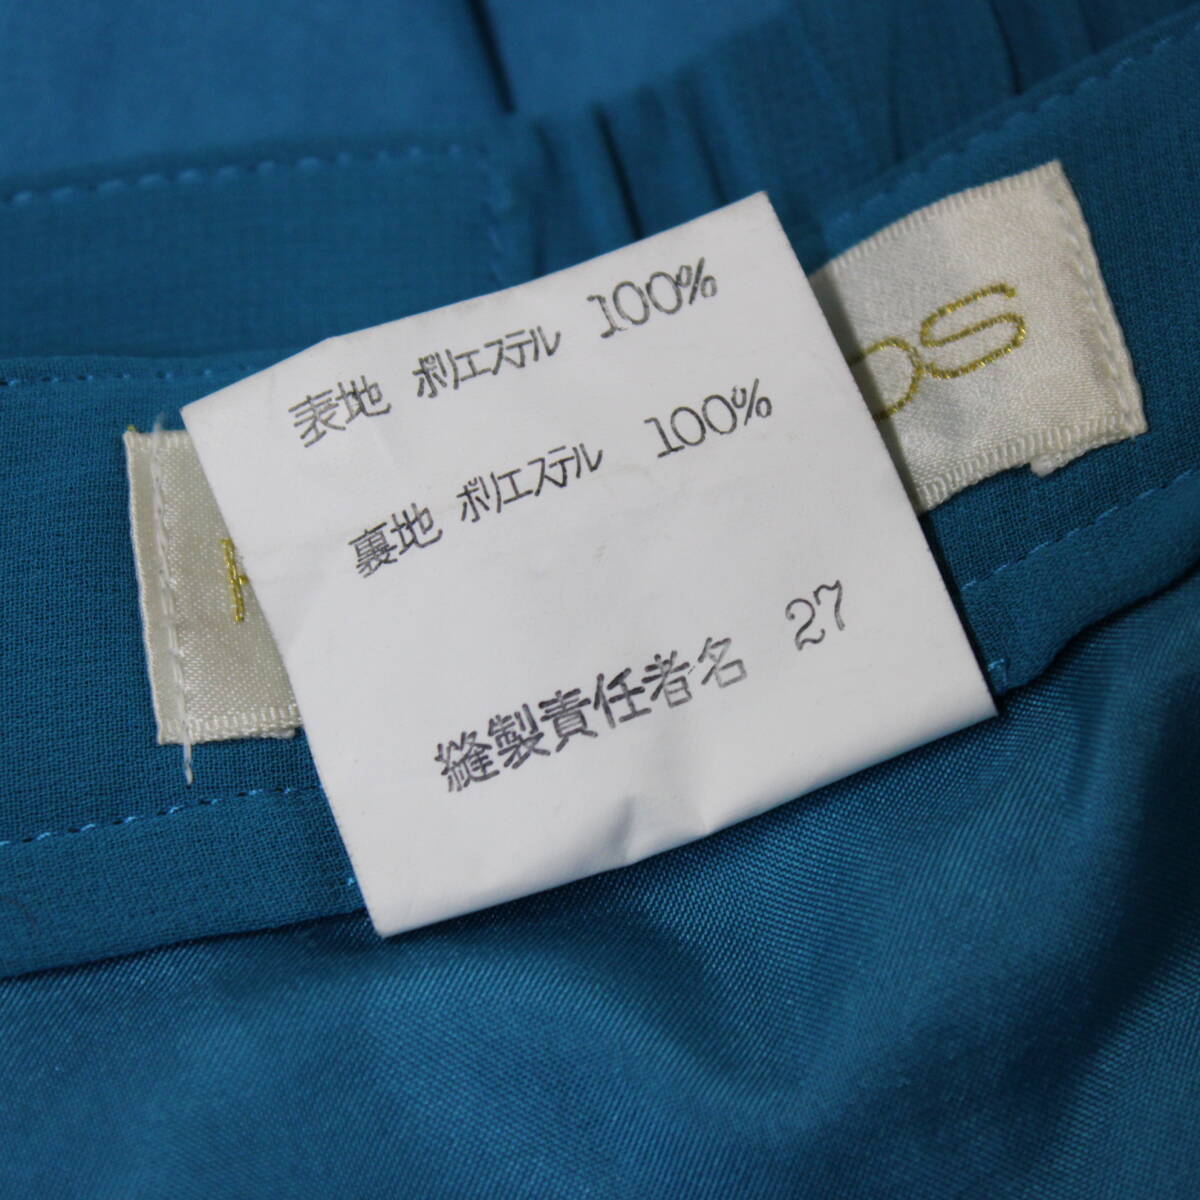 表地 ポリエステル 100%
裏地 ポリエステル 100%
縫製責任者名 27